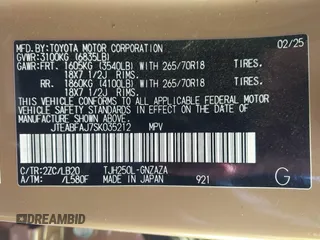 MFD.BY:TOYOTA MOTOR CORPORATION 02/25
GVWR:3100KG (6835LB)
GAWR:FRT. 1605KG (3540LB) WITH 265/70R18 TIRES,
18X7 1/2J RIMS.
RR. 1860KG (4100LB) WITH 265/70R18 TIRES,
18X7 1/2J RIMS.
THIS VEHICLE CONFORMS TO ALL APPLICABLE
FEDERAL MOTOR VEHICLE SAFETY STANDARDS
IN EFFECT ON THE DATE OF MANUFACTURE
SHOWN ABOVE.
JTEABFAJ7SK035212 MPV
C/TR:2ZC/LB20 TJH250L-GNZAZA
A/TM: /L580F MADE IN JAPAN 921 G
DREAMBID